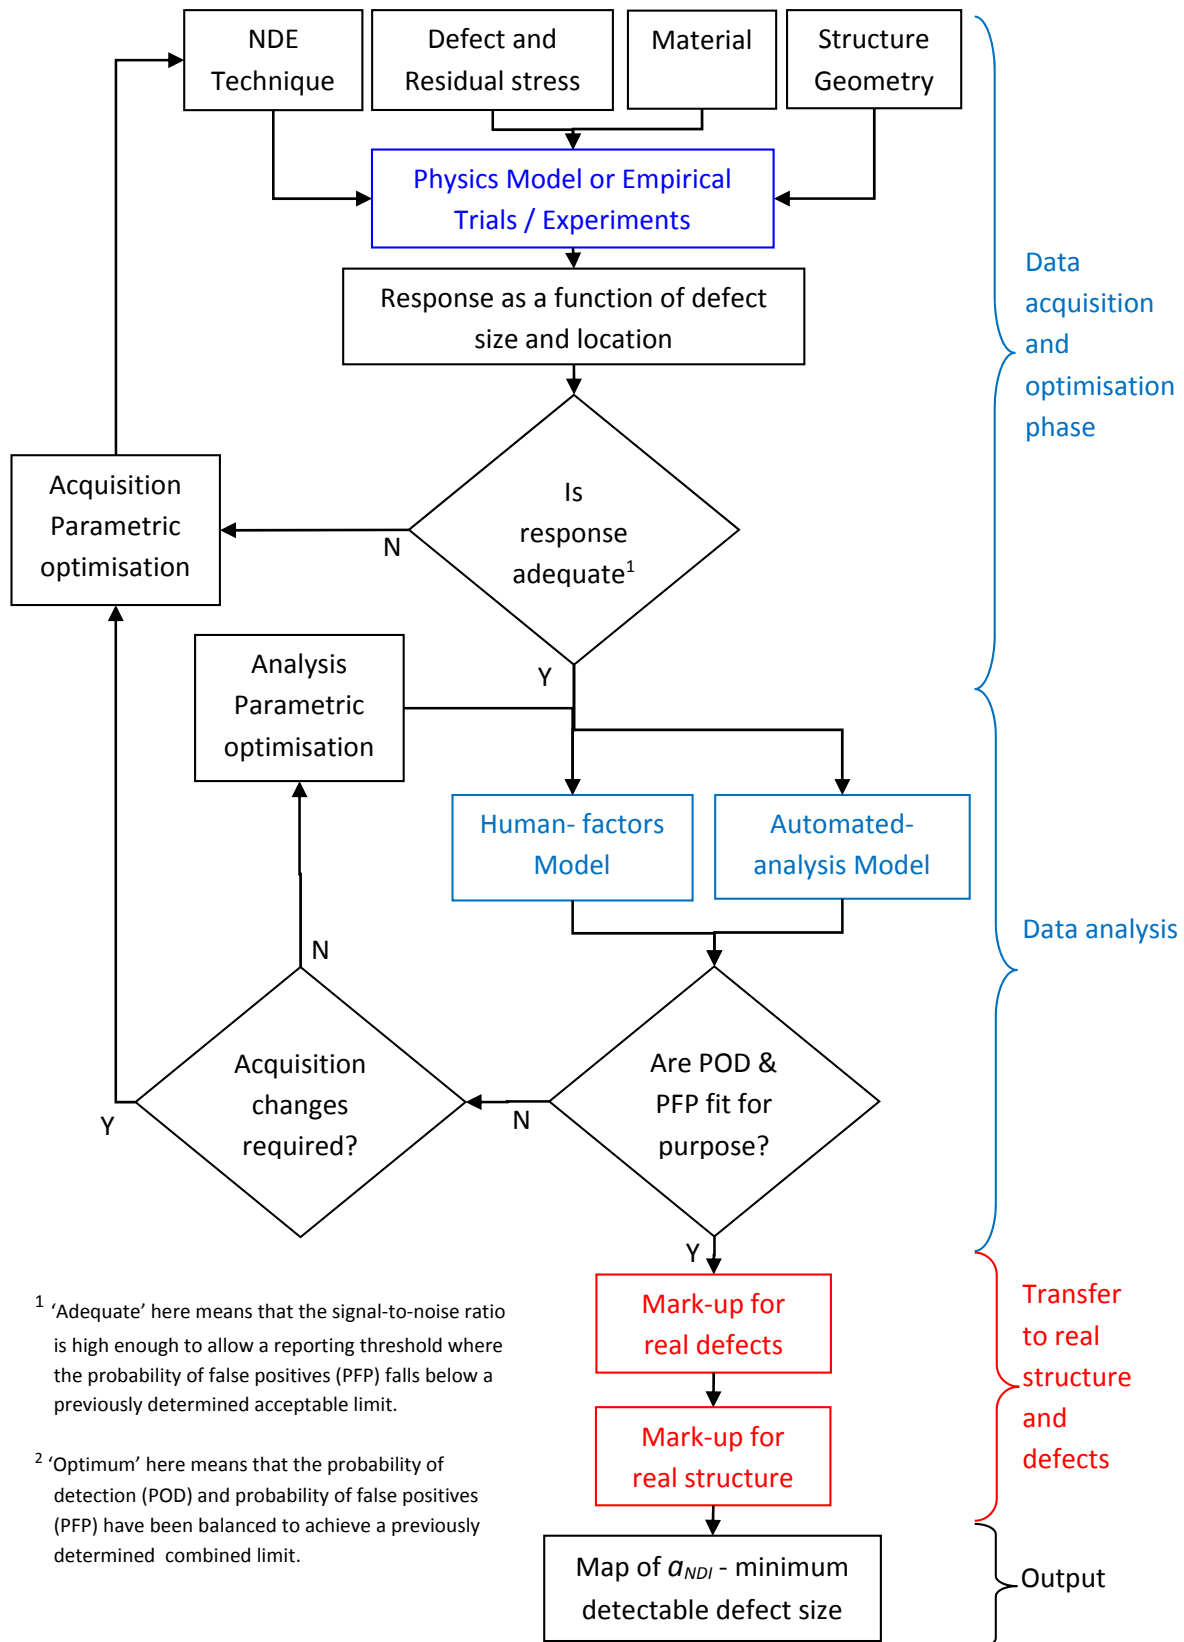 NDE
Technique
Defect and
Residual stress
Material
Structure
Geometry
Physics Model or Empirical
Trials / Experiments
Response as a function of defect
size and location
Data
acquisition
and
optimisation
phase
Is
response
adequate1
N
Y
Acquisition
Parametric
optimisation
Analysis
Parametric
optimisation
Human- factors
Model
Automated-
analysis Model
Data analysis
Are POD &
PFP fit for
purpose?
N
Y
Acquisition
changes
required?
N
Y
Mark-up for
real defects
Mark-up for
real structure
Transfer
to real
structure
and
defects
Map of aNDI - minimum
detectable defect size
Output
1 'Adequate' here means that the signal-to-noise ratio
is high enough to allow a reporting threshold where
the probability of false positives (PFP) falls below a
previously determined acceptable limit.
2 'Optimum' here means that the probability of
detection (POD) and probability of false positives
(PFP) have been balanced to achieve a previously
determined  combined limit.